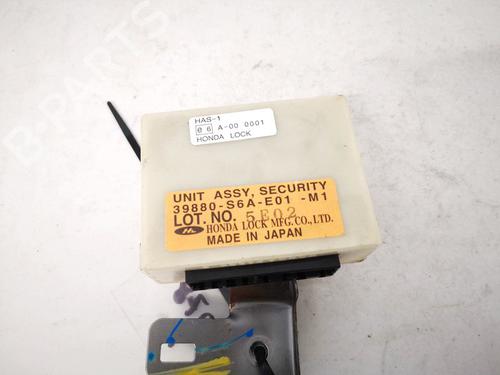 HAS-1
06 A-00 0001
HONDA LOCK
UNIT ASSY, SECURITY
39880-S6A-E01 -M1
LOT. NO. 5E02
HONDA LOCK MFG.CO.,LTD.
MADE IN JAPAN